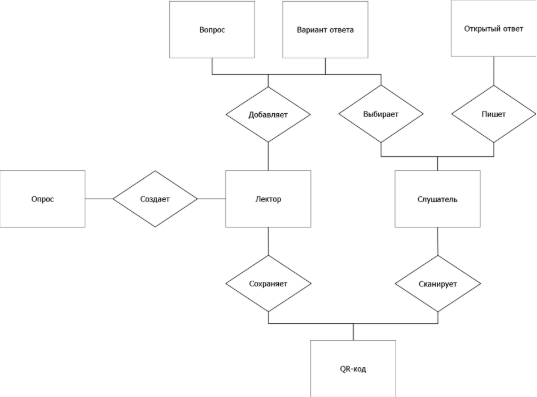 Вопрос
Вариант ответа
Открытый ответ
Добавляет
Выбирает
Пишет
Опрос
Создает
Лектор
Слушатель
Сохраняет
Сканирует
QR-код